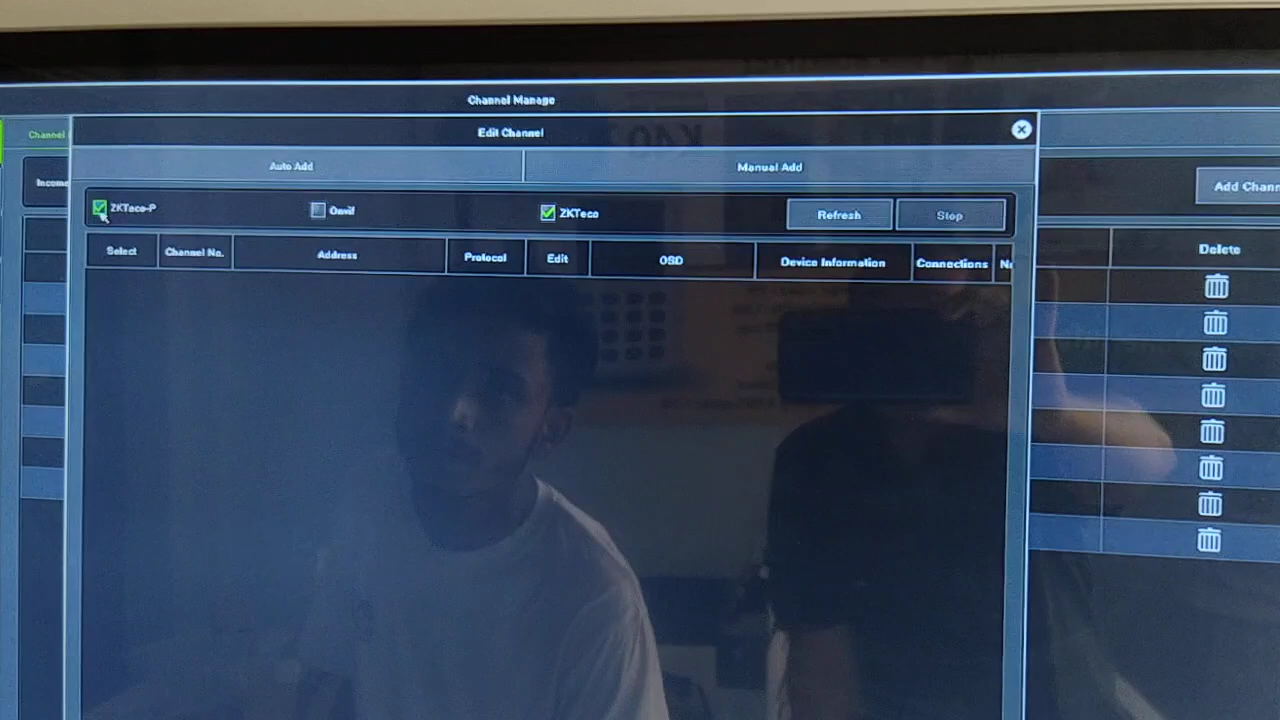 Channel Manage
Channel
Edit Channel
Auto Add
Manual Add
Income
Add Chann
ZKTeco-P
Onvif
ZKTeco
Refresh
Stop
Select
Channel No.
Address
Protocol
Edit
OSD
Device Information
Connections
Delete